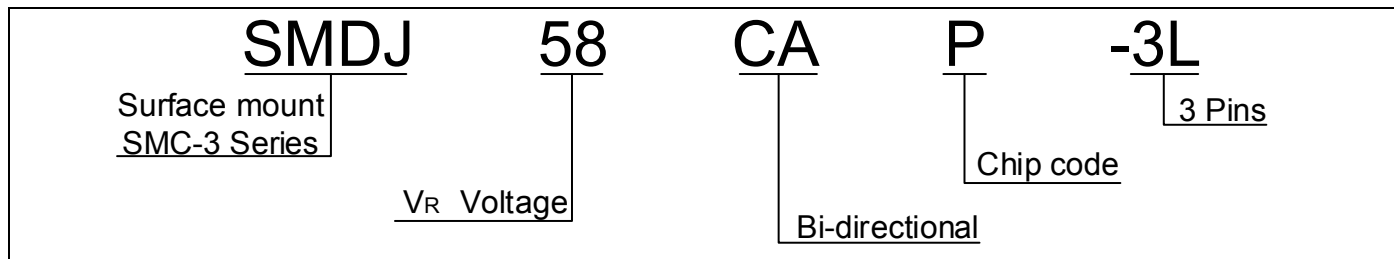 SMDJ 58 CA P -3L
Surface mount
SMC-3 Series
3 Pins
Chip code
VR Voltage
Bi-directional